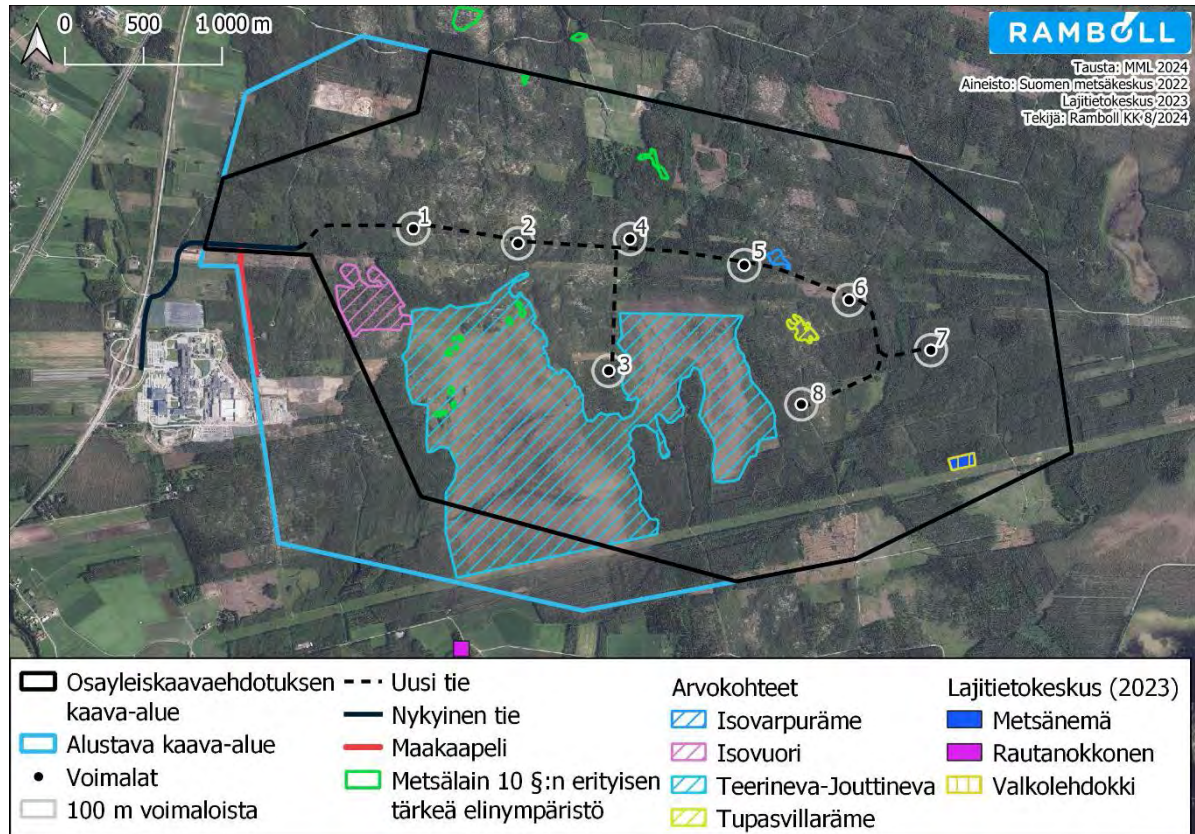 0 500 1 000 m
RAMBOLL
Tausta: MML 2024
Aineisto: Suomen metsäkeskus 2022
Lajitietokeskus 2023
Tekijä: Ramboll KK 8/2024
1
2
4
5
6
7
3
8
Osayleiskaavaehdotuksen
kaava-alue
Alustava kaava-alue
Voimalat
100 m voimaloista
Uusi tie
Nykyinen tie
Maakaapeli
Metsälain 10 §:n erityisen
tärkeä elinympäristö
Arvokohteet
Isovarpuräme
Isovuori
Teerineva-Jouttineva
Tupasvillaräme
Lajitietokeskus (2023)
Metsänemä
Rautanokkonen
Valkolehdokki